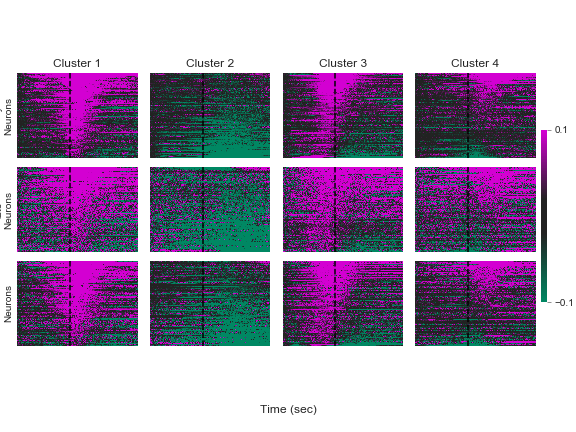 Cluster 1
Cluster 2
Cluster 3
Cluster 4
Neurons
Neurons
Neurons
0.1
−0.1
Time (sec)